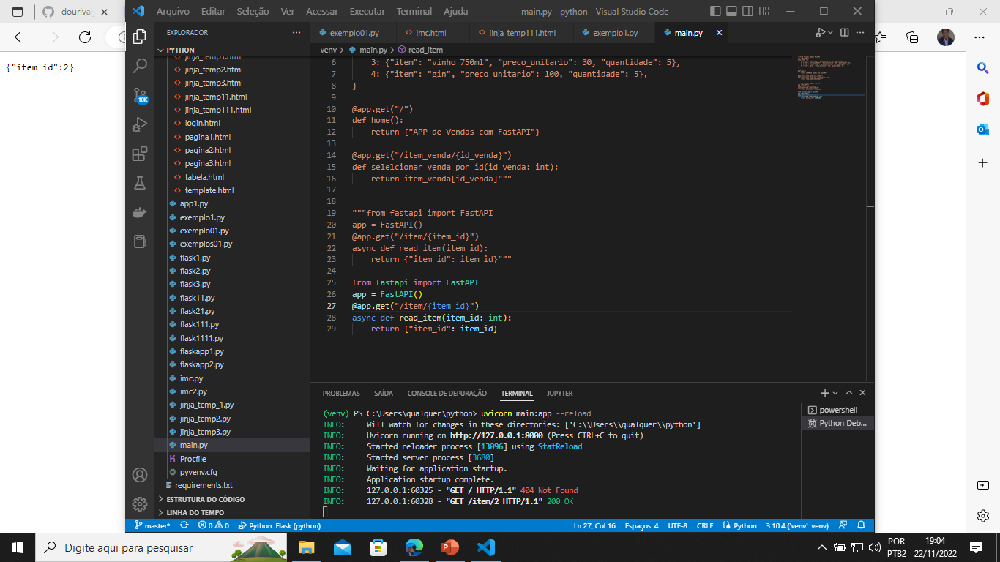 dourival
Arquivo Editar Seleção Ver Acessar Executar Terminal Ajuda
main.py - python - Visual Studio Code
{"item_id":2}
EXPLORADOR
PYTHON
jinja_temp1.html
jinja_temp2.html
jinja_temp3.html
jinja_temp11.html
jinja_temp111.html
login.html
pagina1.html
pagina2.html
pagina3.html
tabela.html
template.html
app1.py
exemplo1.py
exemplo01.py
exemplos01.py
flask1.py
flask2.py
flask3.py
flask11.py
flask21.py
flask111.py
flask1111.py
flaskapp1.py
flaskapp2.py
imc.py
imc2.py
jinja_temp_1.py
jinja_temp2.py
jinja_temp3.py
main.py
Procfile
pyvenv.cfg
requirements.txt
ESTRUTURA DO CÓDIGO
LINHA DO TEMPO
10K
exemplo01.py imc.html jinja_temp111.html exemplo1.py main.py
venv > main.py > read_item
6 3: {"item": "vinho 750ml", "preco_unitario": 30, "quantidade": 5},
7 4: {"item": "gin", "preco_unitario": 100, "quantidade": 5},
8 }
9
10 @app.get("/")
11 def home():
12 return {"APP de Vendas com FastAPI"}
13
14 @app.get("/item_venda/{id_venda}")
15 def selelcionar_venda_por_id(id_venda: int):
16 return item_venda[id_venda]"""
17
18
19 """from fastapi import FastAPI
20 app = FastAPI()
21 @app.get("/item/{item_id}")
22 async def read_item(item_id):
23 return {"item_id": item_id}"""
24
25 from fastapi import FastAPI
26 app = FastAPI()
27 @app.get("/item/{item_id}")
28 async def read_item(item_id: int):
29 return {"item_id": item_id}
PROBLEMAS SAÍDA CONSOLE DE DEPURAÇÃO TERMINAL JUPYTER
(venv) PS C:\Users\qualquer\python> uvicorn main:app --reload
INFO: Will watch for changes in these directories: ['C:\\Users\\qualquer\\python']
INFO: Uvicorn running on http://127.0.0.1:8000 (Press CTRL+C to quit)
INFO: Started reloader process [13096] using StatReload
INFO: Started server process [3680]
INFO: Waiting for application startup.
INFO: Application startup complete.
INFO: 127.0.0.1:60325 - "GET / HTTP/1.1" 404 Not Found
INFO: 127.0.0.1:60328 - "GET /item/2 HTTP/1.1" 200 OK
powershell
Python Deb...
master* 0 0 Python: Flask (python) Ln 27, Col 16 Espaços: 4 UTF-8 CRLF Python 3.10.4 ('venv': venv)
Digite aqui para pesquisar
POR
PTB2
19:04
22/11/2022